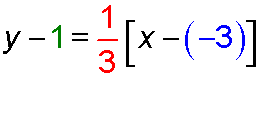 y − 1 = 1/3 [x − (−3)]